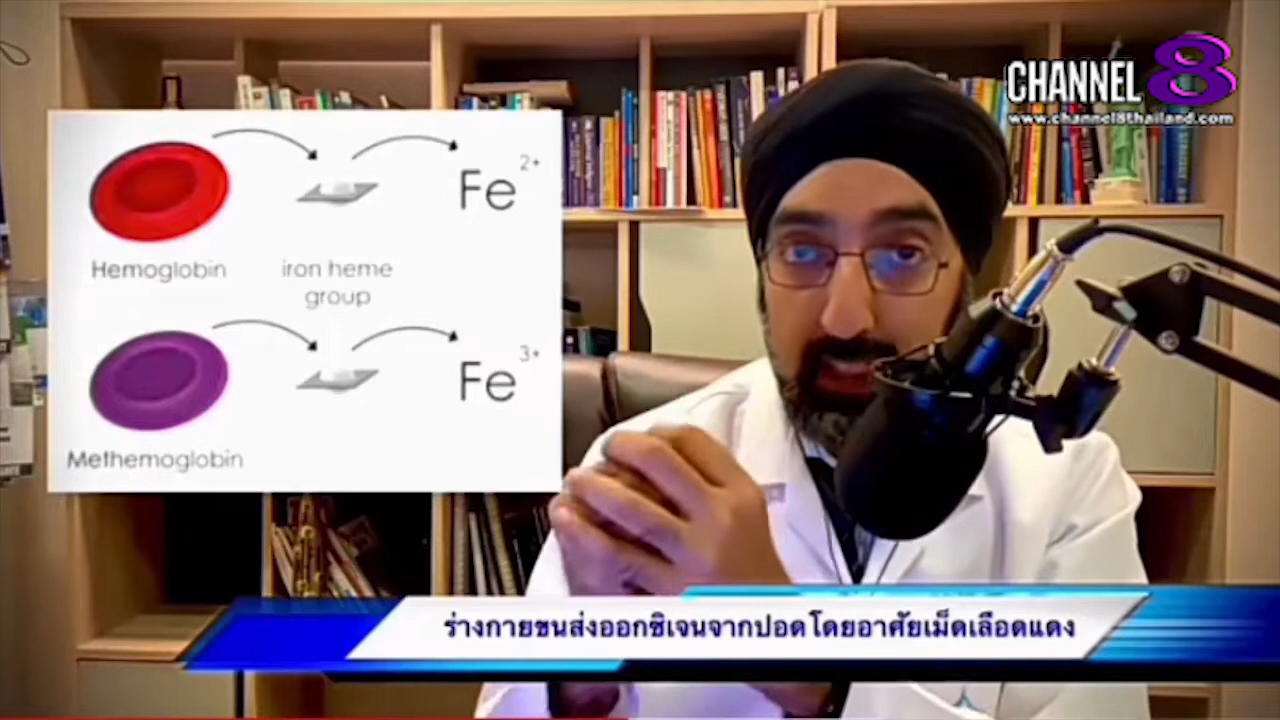 CHANNEL 8
www.channel8thailand.com
Fe2+
Hemoglobin
iron heme
group
Fe3+
Methemoglobin
ร่างกายขนส่งออกซิเจนจากปอดโดยอาศัยเม็ดเลือดแดง